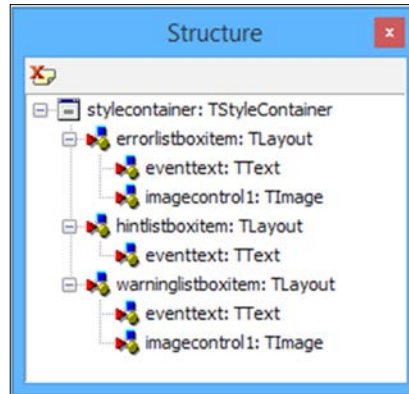 Structure
x
stylecontainer: TStyleContainer
errorlistboxitem: TLayout
eventtext: TText
imagecontrol1: TImage
hintlistboxitem: TLayout
eventtext: TText
warninglistboxitem: TLayout
eventtext: TText
imagecontrol1: TImage